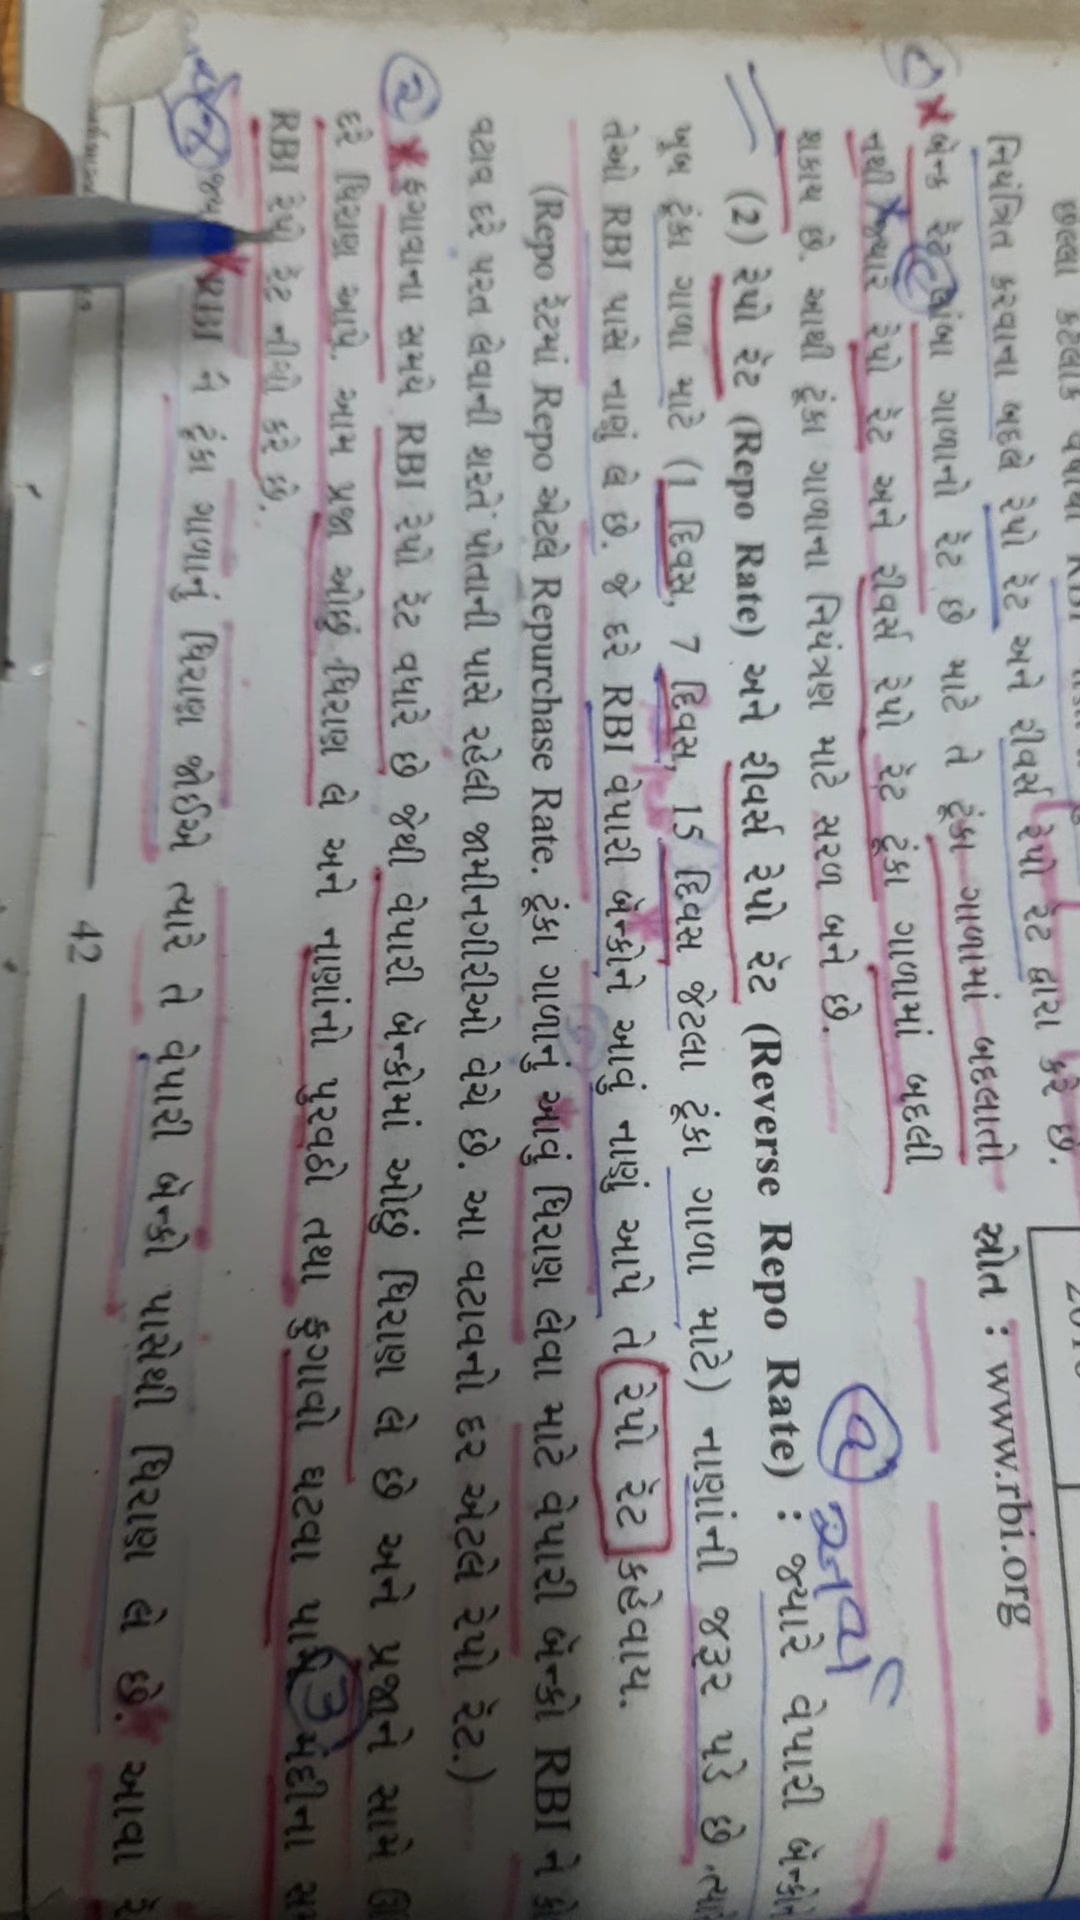 છેલ્લા કેટલાક
નિયંત્રિત કરવાના બદલે રેપો રેટ અને રીવર્સ રેપો રેટ દ્વારા કરે છે.
સ્રોત : www.rbi.org
બેન્ક રેટ લાંબા ગાળાનો રેટ છે માટે તે ટૂંકા ગાળામાં બદલાતો
નથી જ્યારે રેપો રેટ અને રીવર્સ રેપો રેટ ટૂંકા ગાળામાં બદલી
શકાય છે. આથી ટૂંકા ગાળાના નિયંત્રણ માટે સરળ બને છે.
(2) રેપો રેટ (Repo Rate) અને રીવર્સ રેપો રેટ (Reverse Repo Rate) : જ્યારે વેપારી
ખુબ ટૂંકા ગાળા માટે (1 દિવસ, 7 દિવસ, 15 દિવસ જેટલા ટૂંકા ગાળા માટે) નાણાંની જરૂર પડે છે ત્યારે
તેઓ RBI પાસે નાણું લે છે. જે દરે RBI વેપારી બેન્કોને આવું નાણું આપે તે રેપો રેટ કહેવાય.
(Repo રેટમાં Repo એટલે Repurchase Rate. ટૂંકા ગાળાનું આવું ધિરાણ લેવા માટે વેપારી બેન્કો RBI ને
વટાવ દરે પરત લેવાની શરતે પોતાની પાસે રહેલી જામીનગીરીઓ વેચે છે. આ વટાવનો દર એટલે રેપો રેટ.)
ફુગાવાના સમયે RBI રેપો રેટ વધારે છે જેથી વેપારી બેન્કોમાં ઓછું ધિરાણ લે છે અને પ્રજાને સામે
દરે ધિરાણ આપે. આમ પ્રજા ઓછું ધિરાણ લે અને નાણાંનો પુરવઠો તથા ફુગાવો ઘટવા પામે મંદીના
RBI રેપો રેટ નીચો કરે છે.
RBI ને ટૂંકા ગાળાનું ધિરાણ જોઈએ ત્યારે તે વેપારી બેન્કો પાસેથી ધિરાણ લે છે. આવા
42